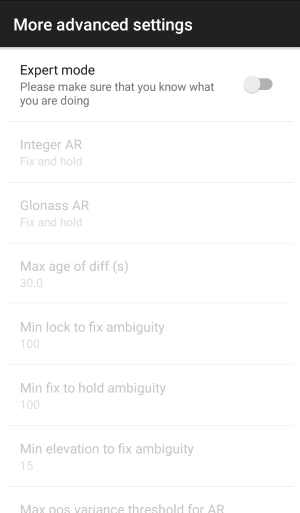 More advanced settings
Expert mode
Please make sure that you know what
you are doing
Integer AR
Fix and hold
Glonass AR
Fix and hold
Max age of diff (s)
30.0
Min lock to fix ambiguity
100
Min fix to hold ambiguity
100
Min elevation to fix ambiguity
15
Max pos variance threshold for AR